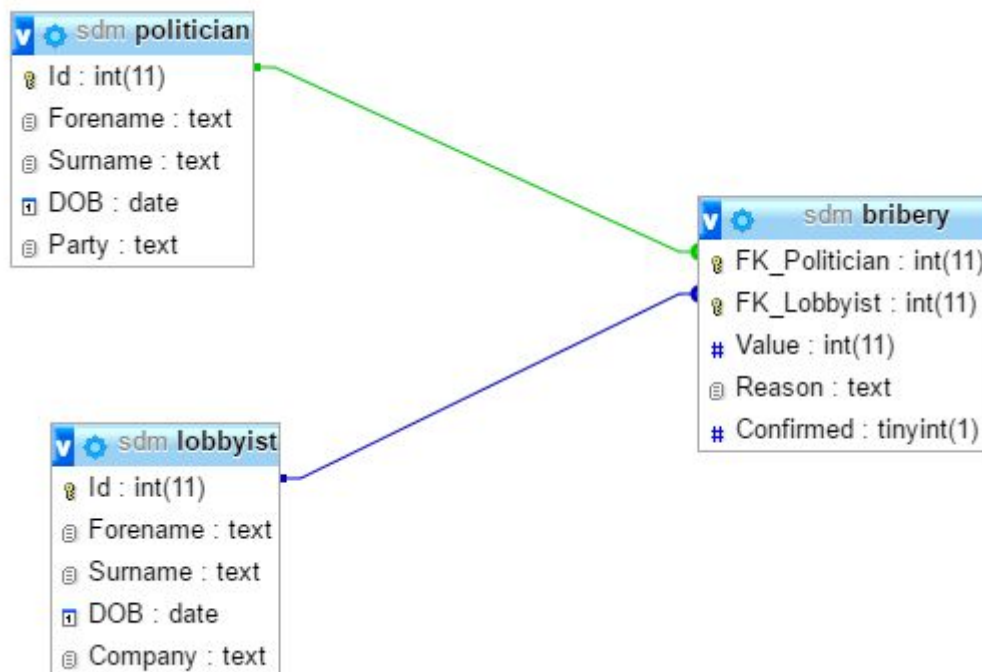 v sdm politician
Id : int(11)
Forename : text
Surname : text
DOB : date
Party : text
v sdm bribery
FK_Politician : int(11)
FK_Lobbyist : int(11)
# Value : int(11)
Reason : text
# Confirmed : tinyint(1)
v sdm lobbyist
Id : int(11)
Forename : text
Surname : text
1 DOB : date
Company : text